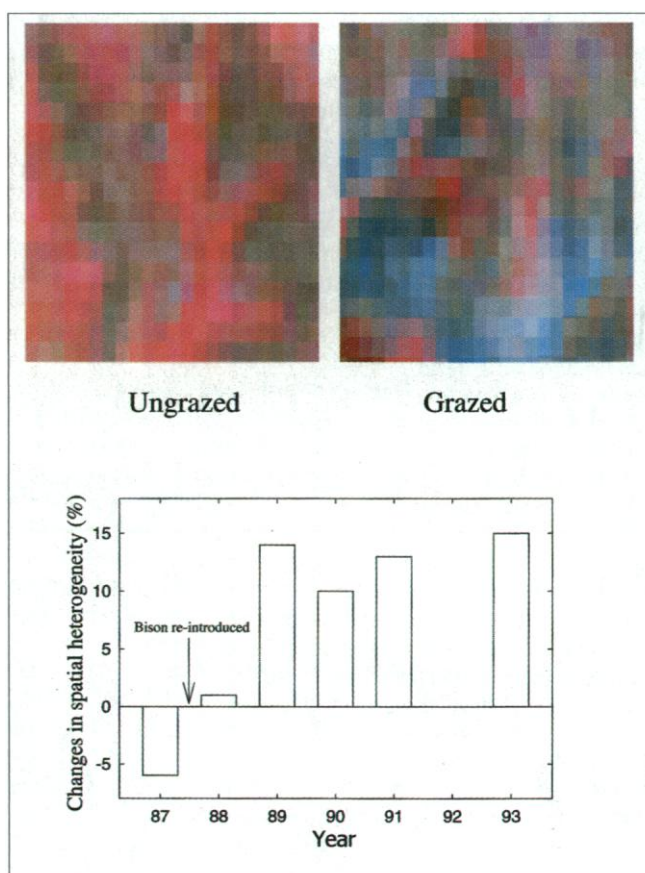 Ungrazed Grazed
Changes in spatial heterogeneity (%)
15
10
5
0
-5
Bison re-introduced
87 88 89 90 91 92 93
Year